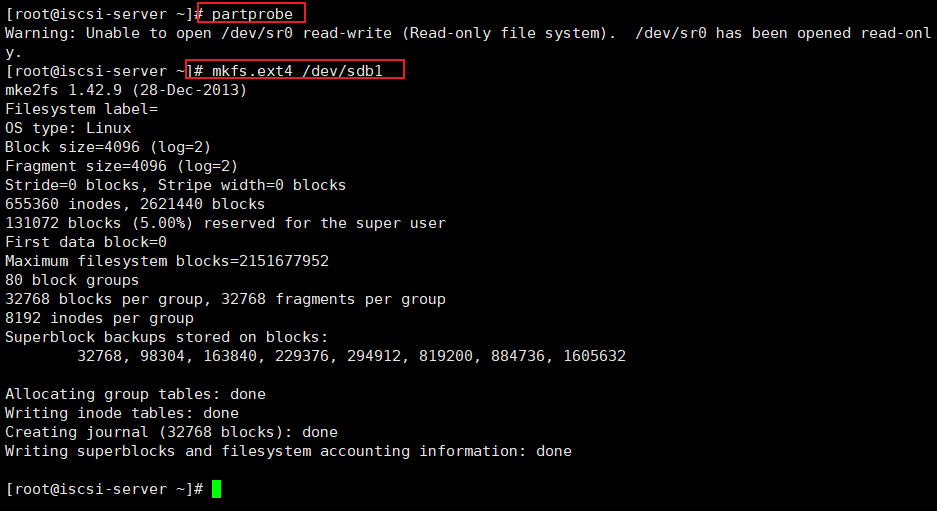 [root@iscsi-server ~]# partprobe
Warning: Unable to open /dev/sr0 read-write (Read-only file system).  /dev/sr0 has been opened read-onl
y.
[root@iscsi-server ~]# mkfs.ext4 /dev/sdb1
mke2fs 1.42.9 (28-Dec-2013)
Filesystem label=
OS type: Linux
Block size=4096 (log=2)
Fragment size=4096 (log=2)
Stride=0 blocks, Stripe width=0 blocks
655360 inodes, 2621440 blocks
131072 blocks (5.00%) reserved for the super user
First data block=0
Maximum filesystem blocks=2151677952
80 block groups
32768 blocks per group, 32768 fragments per group
8192 inodes per group
Superblock backups stored on blocks:
        32768, 98304, 163840, 229376, 294912, 819200, 884736, 1605632

Allocating group tables: done
Writing inode tables: done
Creating journal (32768 blocks): done
Writing superblocks and filesystem accounting information: done

[root@iscsi-server ~]#